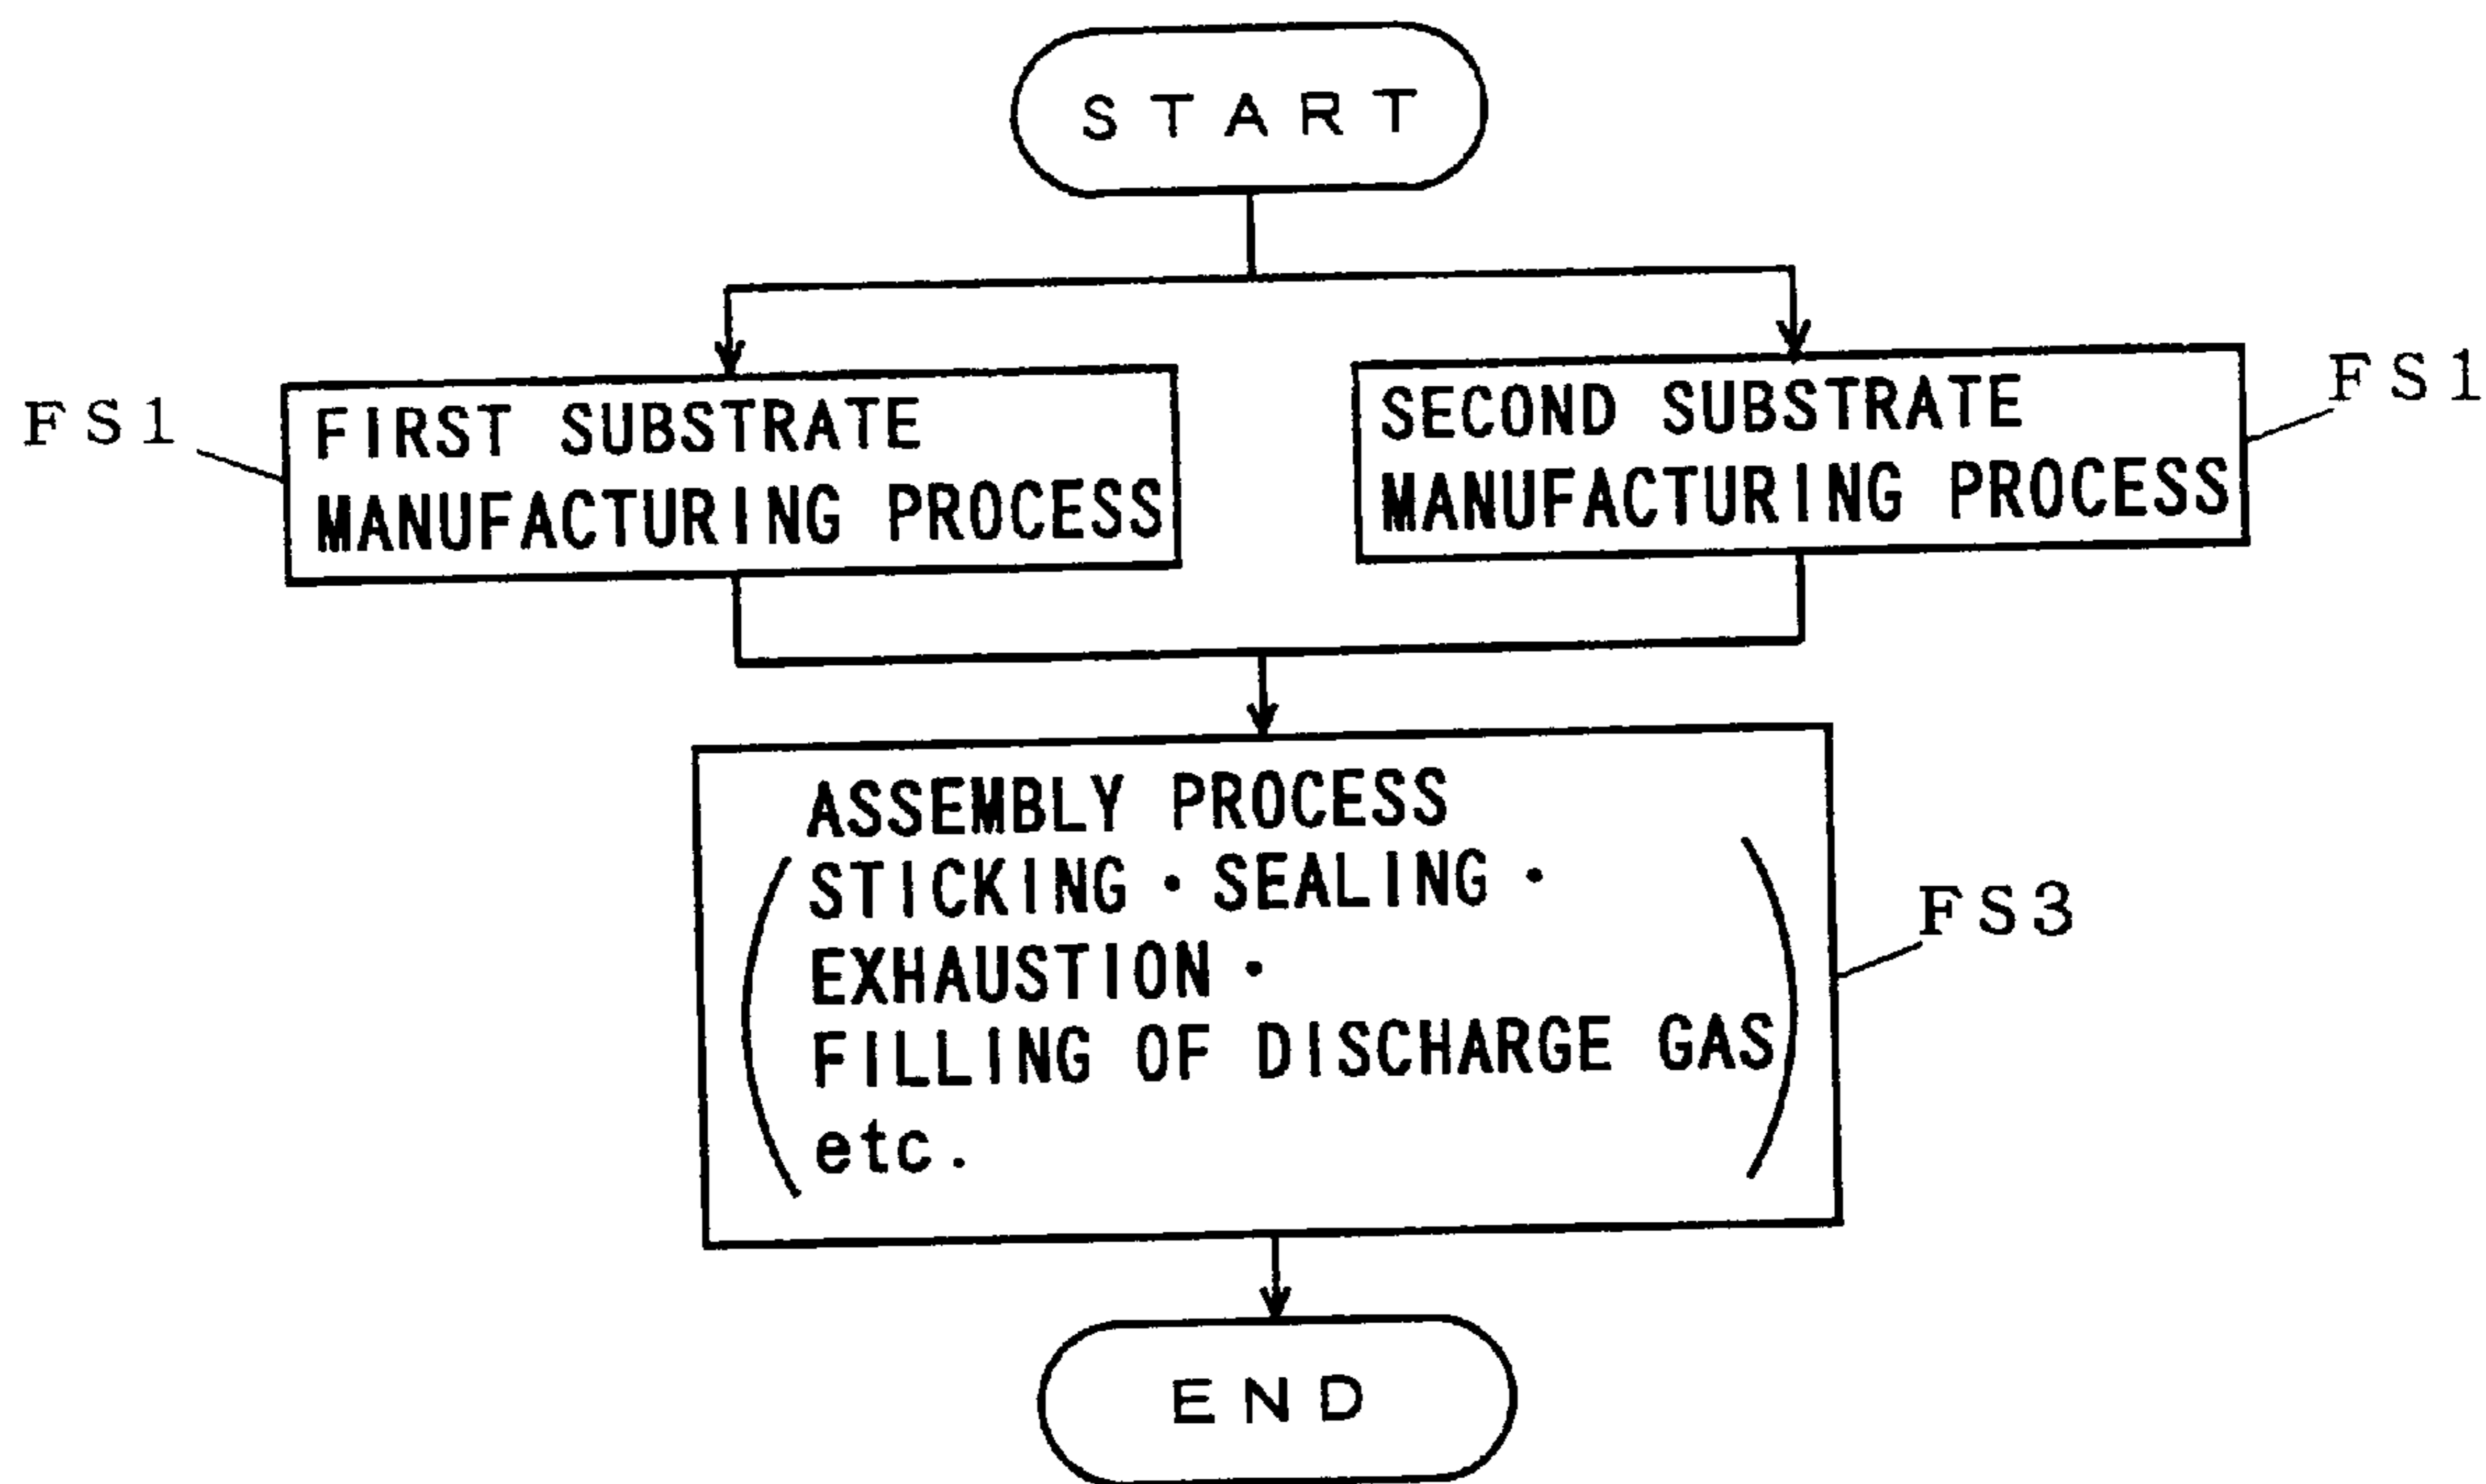 START
FS1
FIRST SUBSTRATE
MANUFACTURING PROCESS
SECOND SUBSTRATE
MANUFACTURING PROCESS
FS1
ASSEMBLY PROCESS
STICKING・SEALING・
EXHAUSTION・
FILLING OF DISCHARGE GAS
etc.
FS3
END